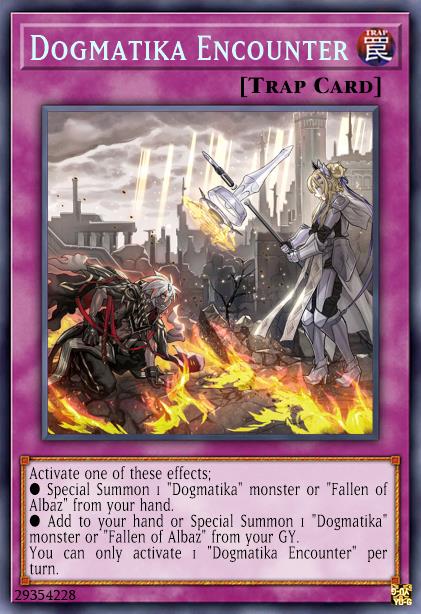 Dogmatika Encounter
TRAP
罠
[Trap Card]
Activate one of these effects;
● Special Summon 1 "Dogmatika" monster or "Fallen of
Albaz" from your hand.
● Add to your hand or Special Summon 1 "Dogmatika"
monster or "Fallen of Albaz" from your GY.
You can only activate 1 "Dogmatika Encounter" per
turn.
29354228